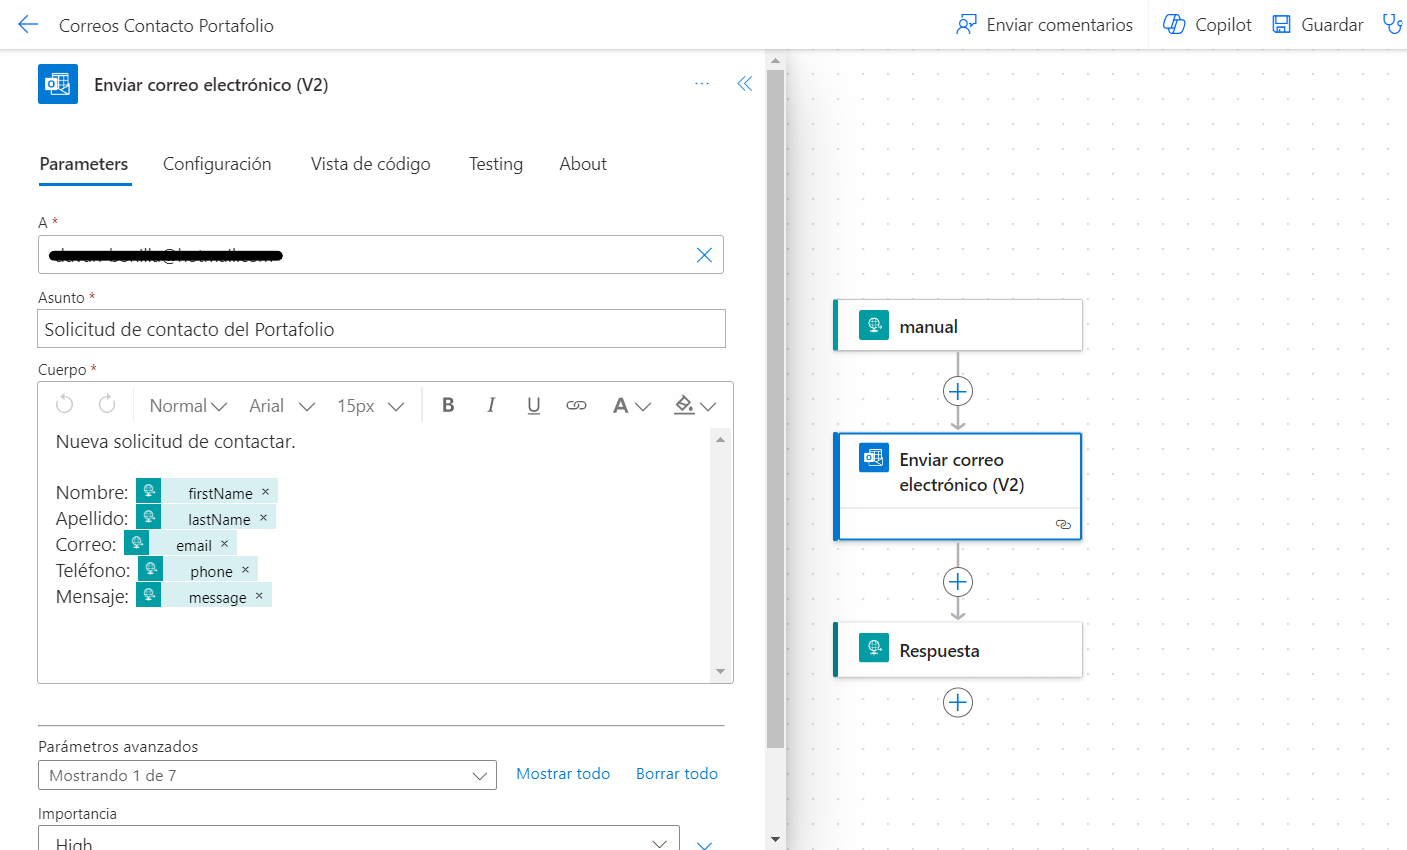 Correos Contacto Portafolio
Enviar comentarios
Copilot
Guardar
Enviar correo electrónico (V2)
Parameters
Configuración
Vista de código
Testing
About
A *
Asunto *
Solicitud de contacto del Portafolio
Cuerpo *
Normal
Arial
15px
B
I
U
A
Nueva solicitud de contactar.
Nombre: firstName ×
Apellido: lastName ×
Correo: email ×
Teléfono: phone ×
Mensaje: message ×
Parámetros avanzados
Mostrando 1 de 7
Mostrar todo
Borrar todo
Importancia
High
manual
Enviar correo
electrónico (V2)
Respuesta